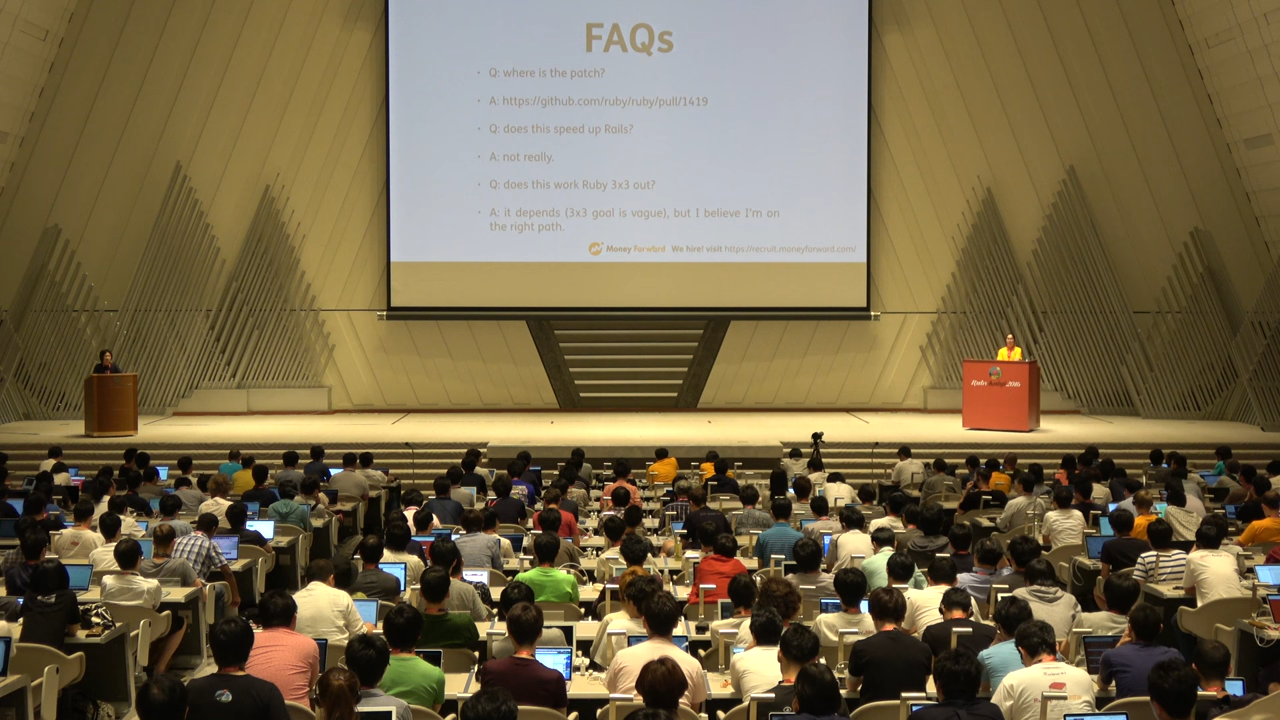 FAQs
· Q: where is the patch?
· A: https://github.com/ruby/ruby/pull/1419
· Q: does this speed up Rails?
· A: not really.
· Q: does this work Ruby 3x3 out?
· A: it depends (3x3 goal is vague), but I believe I'm on
the right path.
Money Forward We hire! visit https://recruit.moneyforward.com/
2016